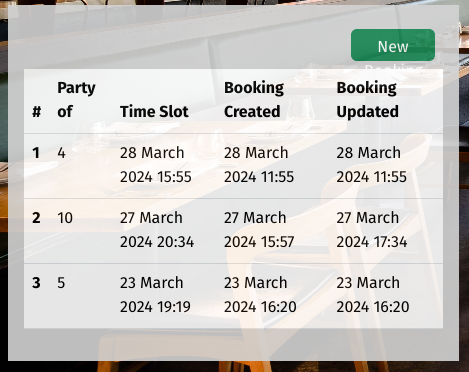 New
Booking
Party Booking Booking
# of Time Slot Created Updated
1 4 28 March 28 March 28 March
2024 15:55 2024 11:55 2024 11:55
2 10 27 March 27 March 27 March
2024 20:34 2024 15:57 2024 17:34
3 5 23 March 23 March 23 March
2024 19:19 2024 16:20 2024 16:20